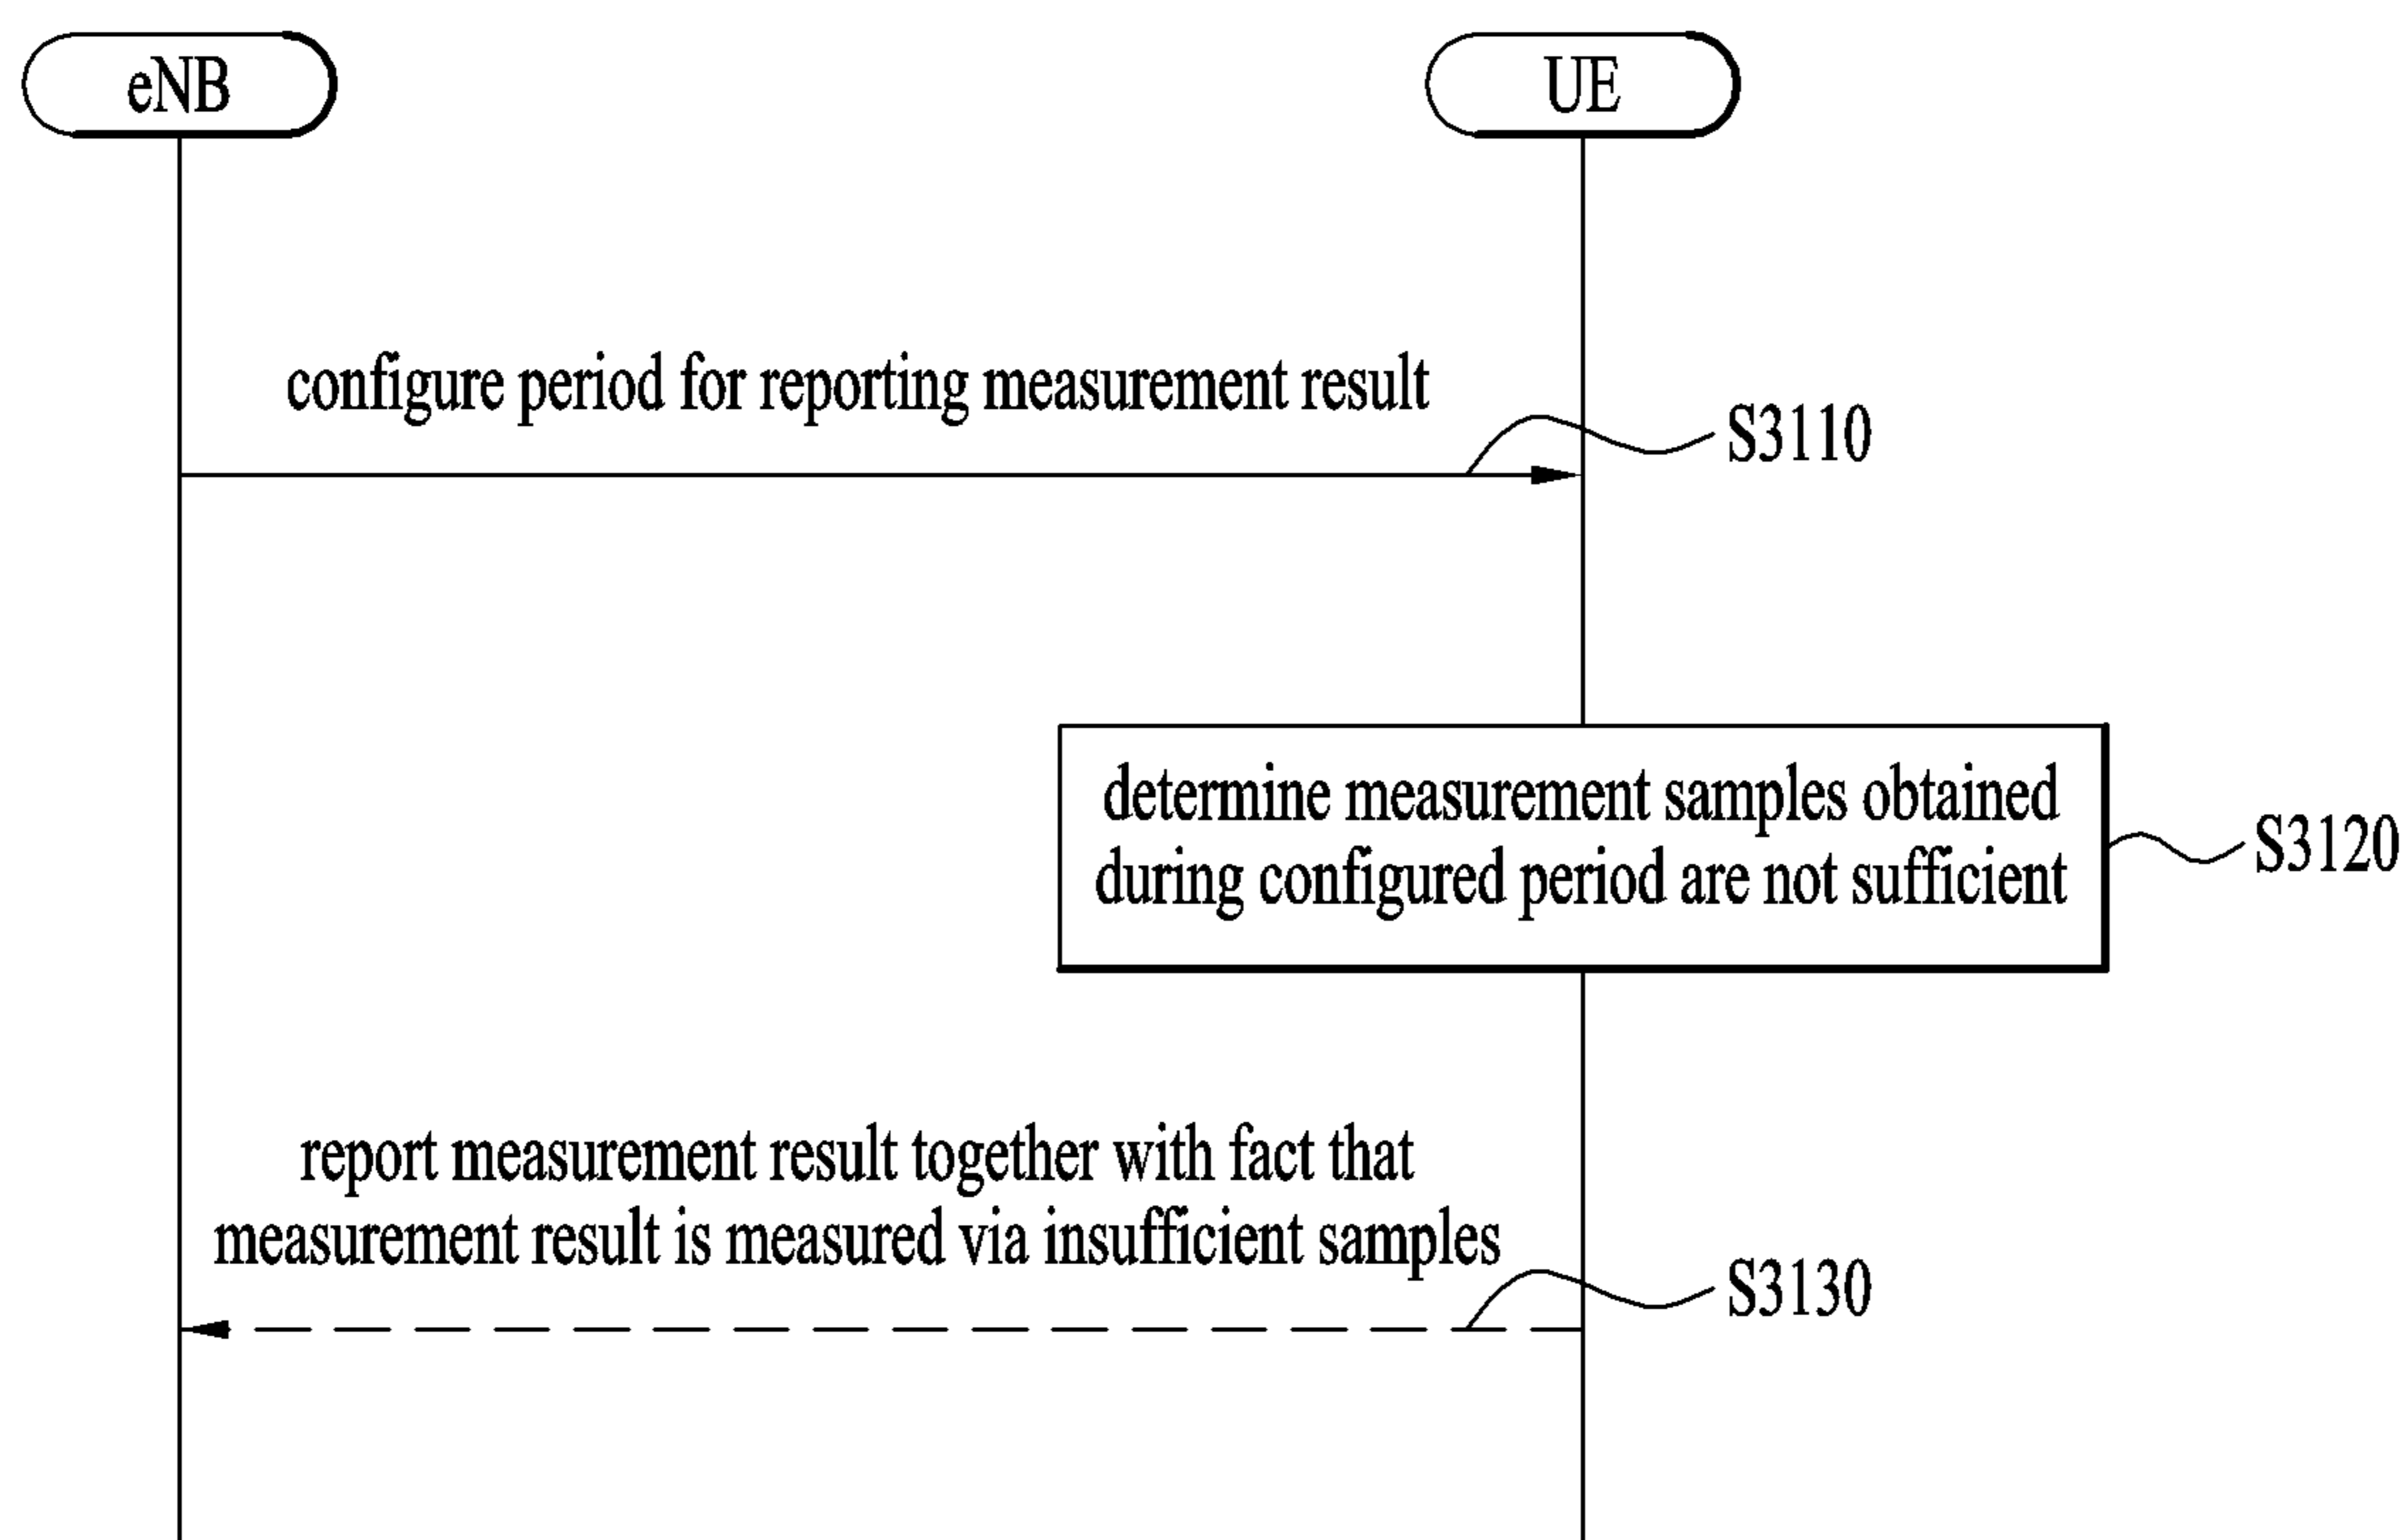 eNB
UE
configure period for reporting measurement result
S3110
determine measurement samples obtained
during configured period are not sufficient
S3120
report measurement result together with fact that
measurement result is measured via insufficient samples
S3130